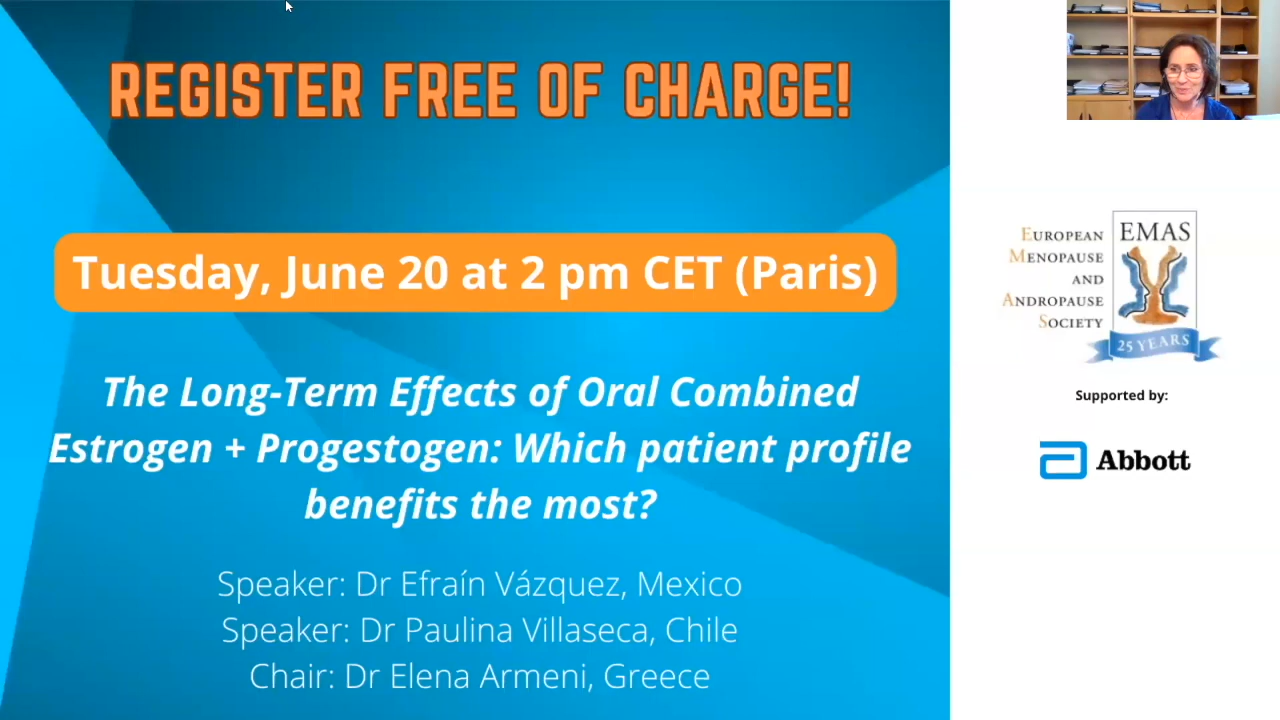 REGISTER FREE OF CHARGE!
Tuesday, June 20 at 2 pm CET (Paris)
The Long-Term Effects of Oral Combined
Estrogen + Progestogen: Which patient profile
benefits the most?
Speaker: Dr Efraín Vázquez, Mexico
Speaker: Dr Paulina Villaseca, Chile
Chair: Dr Elena Armeni, Greece
EUROPEAN
MENOPAUSE
AND
ANDROPAUSE
SOCIETY
EMAS
25 YEARS
Supported by:
Abbott